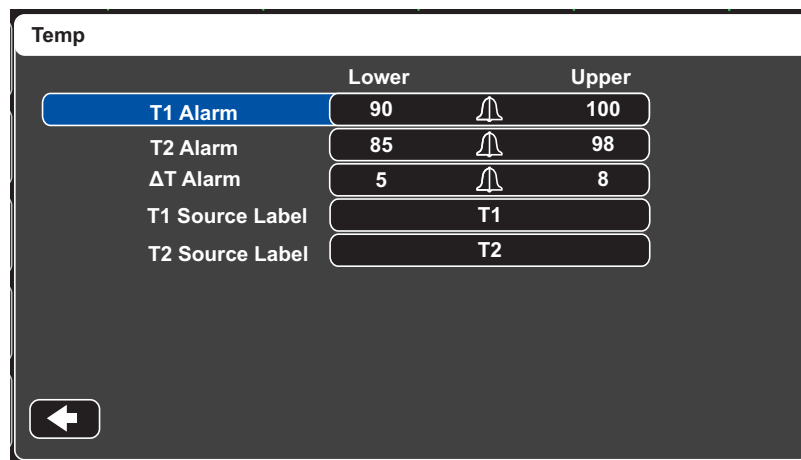 Temp
Lower Upper
T1 Alarm 90 100
T2 Alarm 85 98
ΔT Alarm 5 8
T1 Source Label T1
T2 Source Label T2